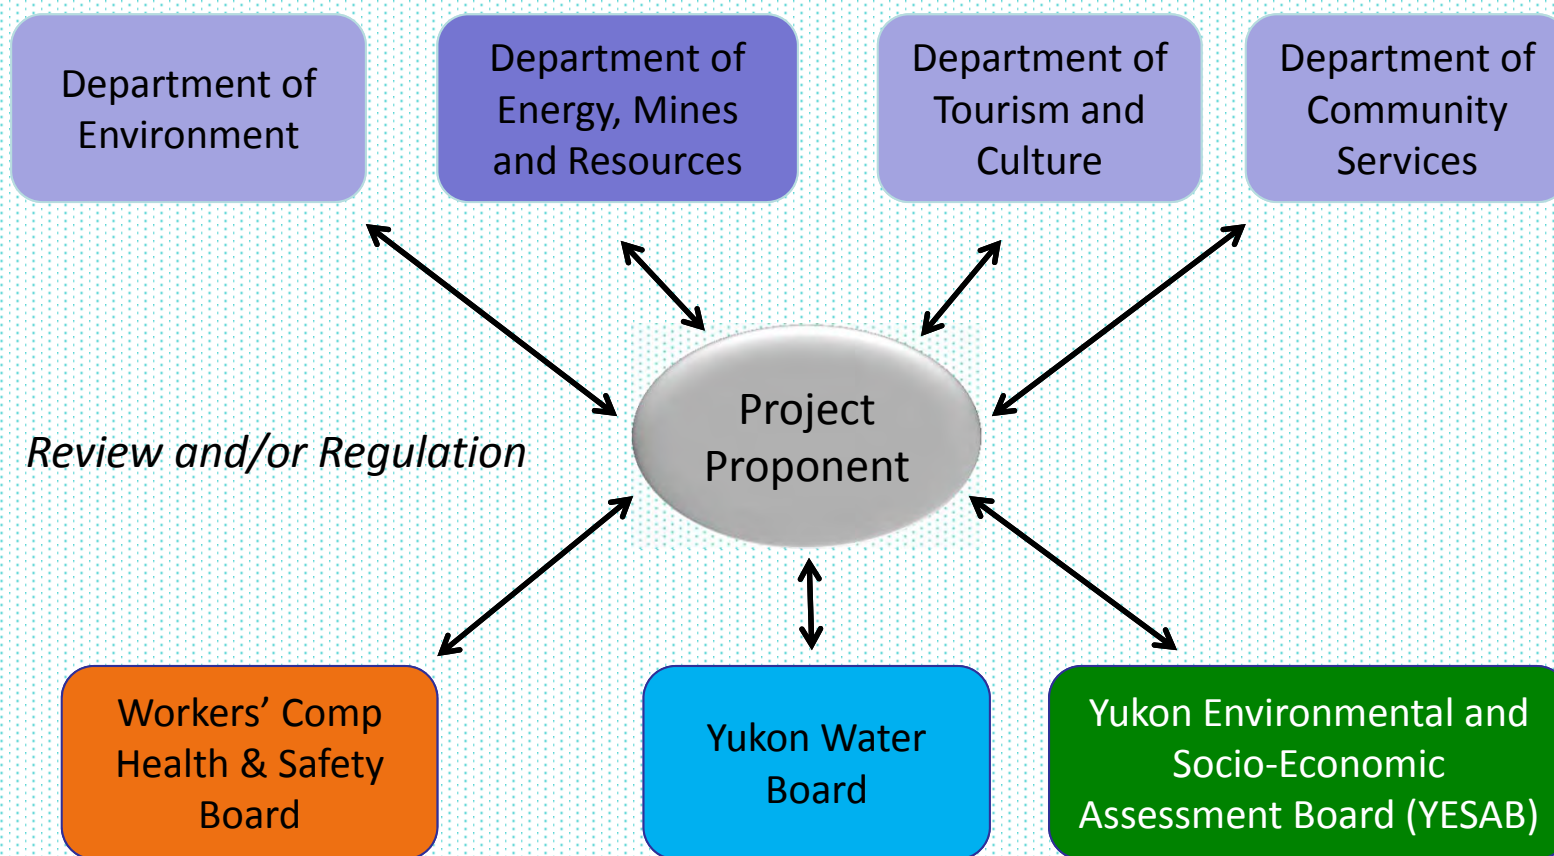 Department of
Environment
Department of
Energy, Mines
and Resources
Department of
Tourism and
Culture
Department of
Community
Services
Project
Proponent
Review and/or Regulation
Workers’ Comp
Health & Safety
Board
Yukon Water
Board
Yukon Environmental and
Socio-Economic
Assessment Board (YESAB)